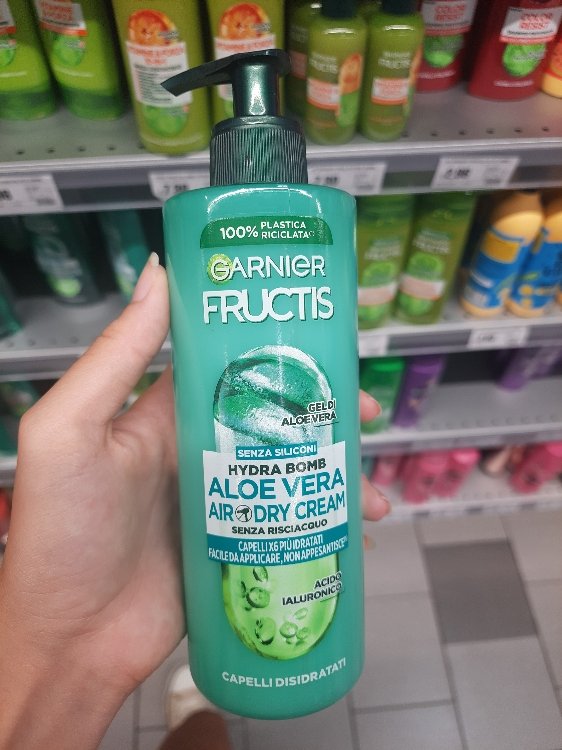 100% PLASTICA
RICICLATA
GARNIER
FRUCTIS
GEL DI
ALOE VERA
SENZA SILICONI
HYDRA BOMB
ALOE VERA
AIR DRY CREAM
SENZA RISCIACQUO
CAPELLI X6 PIÙ IDRATATI
FACILE DA APPLICARE, NON APPESANTISCE
ACIDO
IALURONICO
CAPELLI DISIDRATATI
FRUCTIS